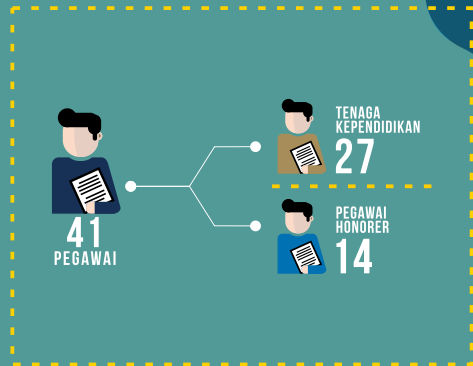 41
PEGAWAI
TENAGA
KEPENDIDIKAN
27
PEGAWAI
HONORER
14